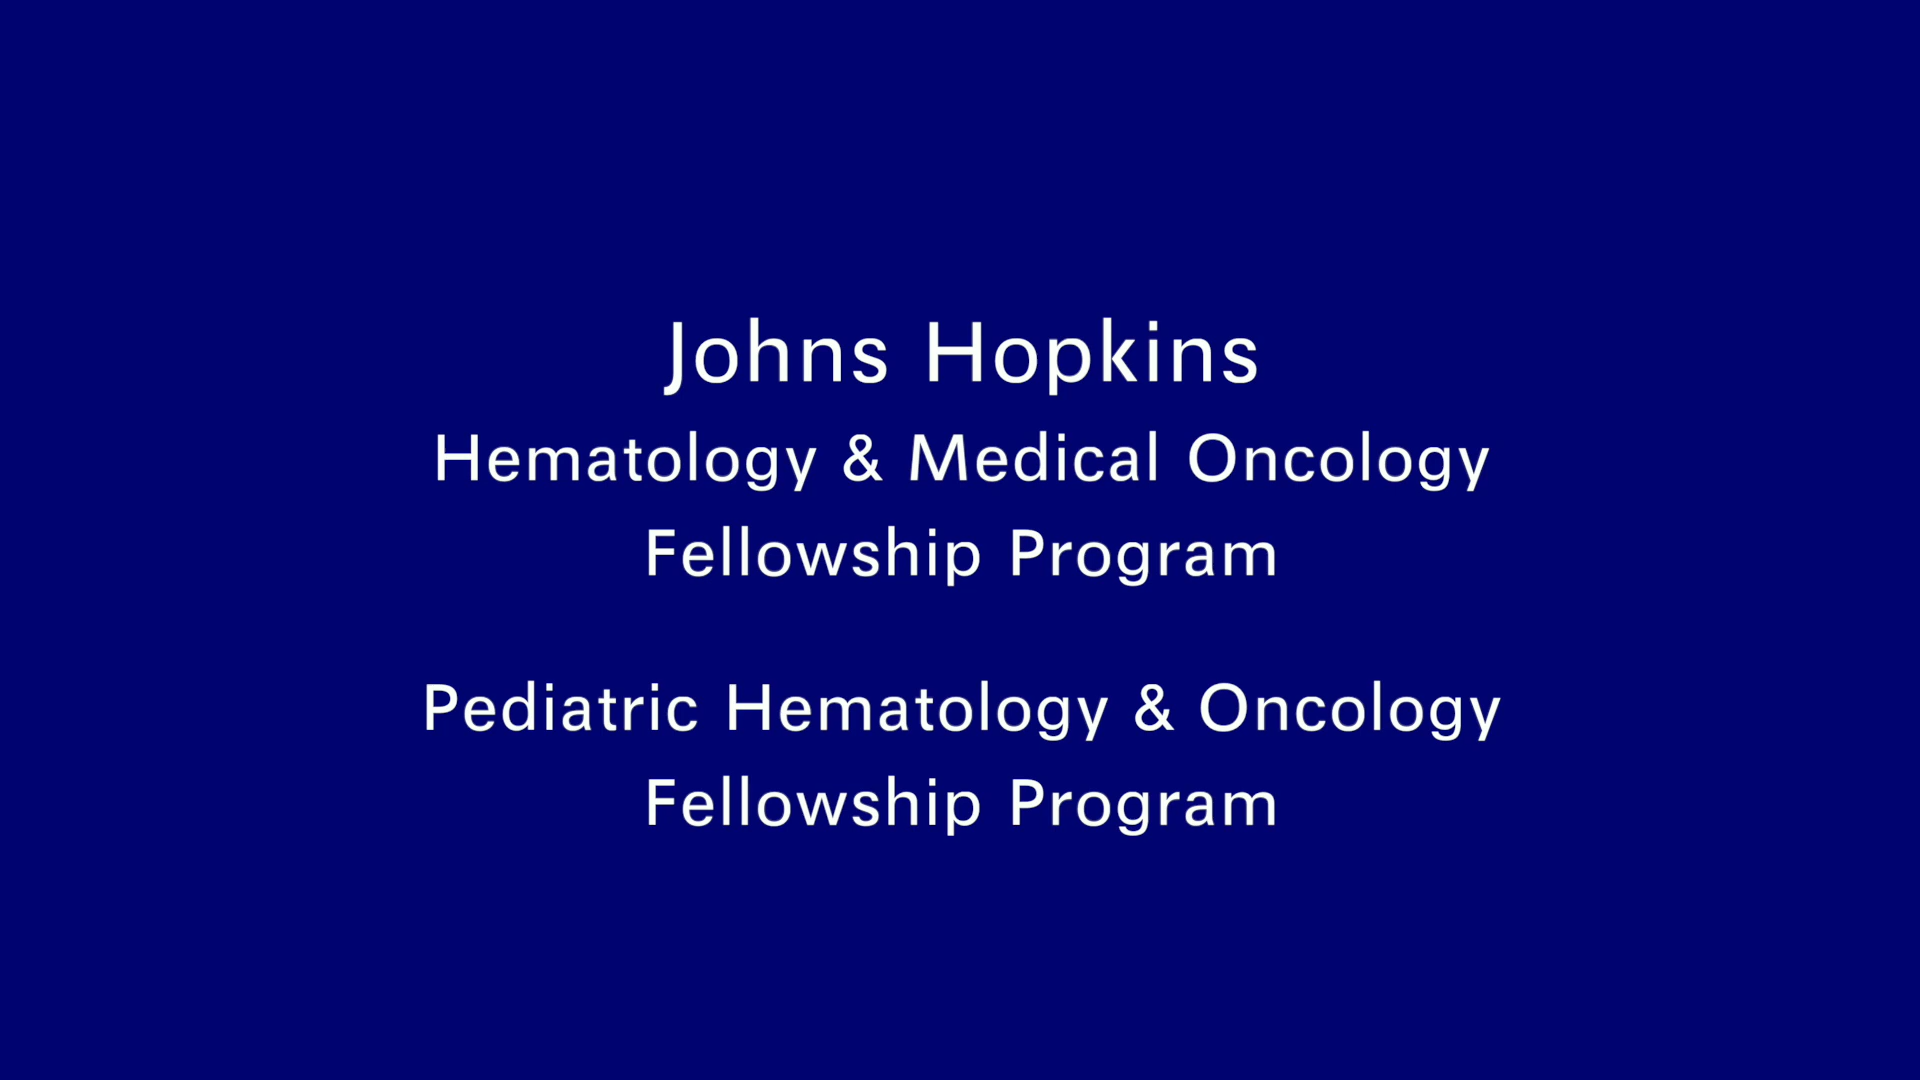 Johns Hopkins
Hematology & Medical Oncology
Fellowship Program
Pediatric Hematology & Oncology
Fellowship Program